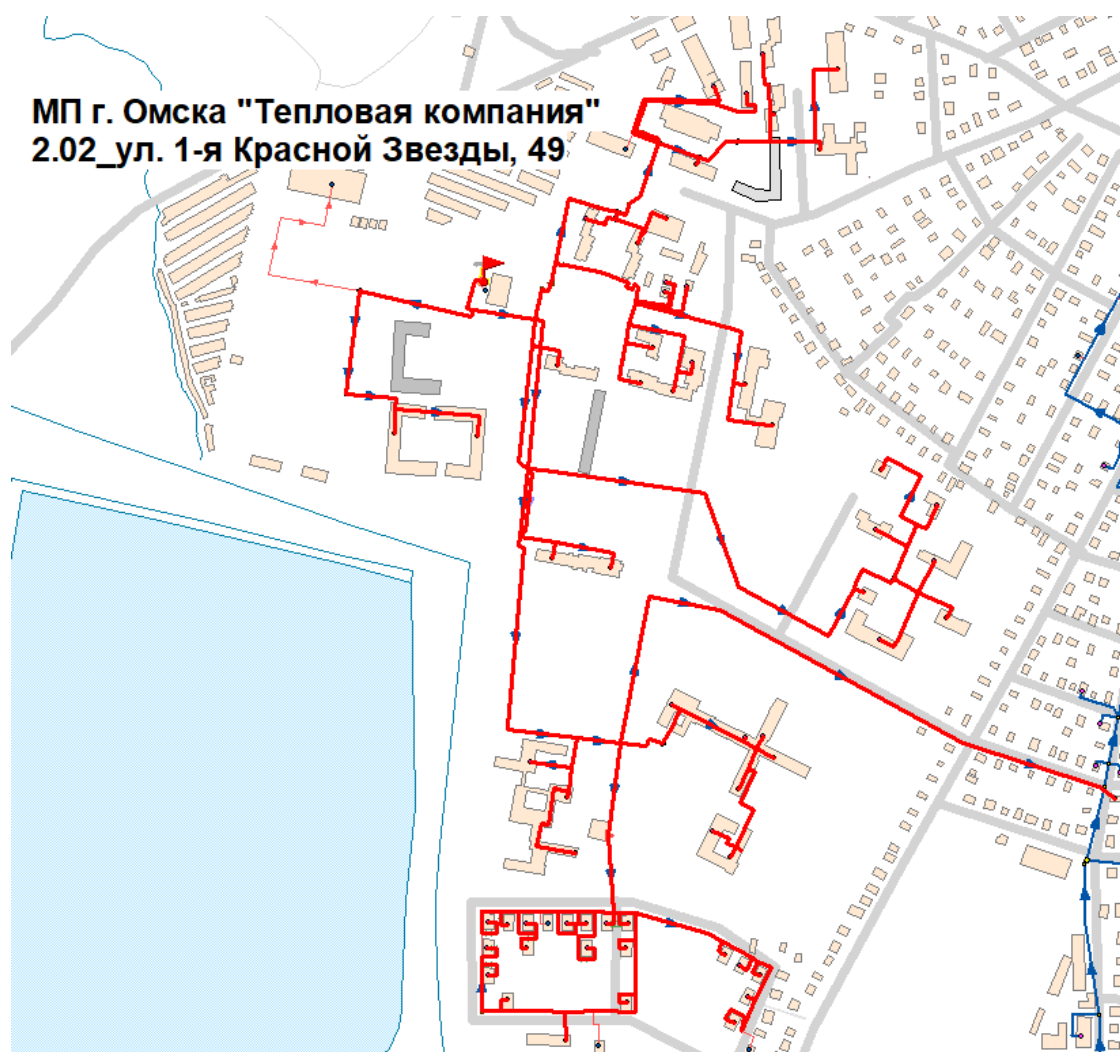 МП г. Омска "Тепловая компания"
2.02_ул. 1-я Красной Звезды, 49